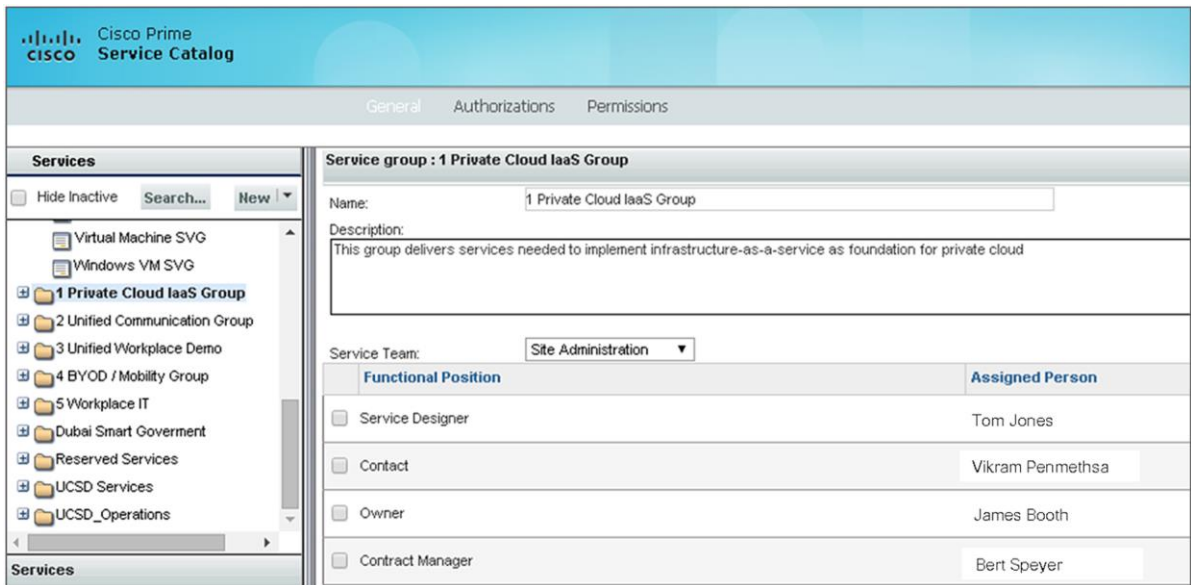 Cisco Prime
CISCO Service Catalog
General Authorizations Permissions
Services
Hide Inactive Search... New
Virtual Machine SVG
Windows VM SVG
1 Private Cloud IaaS Group
2 Unified Communication Group
3 Unified Workplace Demo
4 BYOD / Mobility Group
5 Workplace IT
Dubai Smart Goverment
Reserved Services
UCSD Services
UCSD_Operations
Services
Service group : 1 Private Cloud IaaS Group
Name: 1 Private Cloud IaaS Group
Description:
This group delivers services needed to implement infrastructure-as-a-service as foundation for private cloud
Service Team: Site Administration
Functional Position Assigned Person
Service Designer Tom Jones
Contact Vikram Penmethsa
Owner James Booth
Contract Manager Bert Speyer